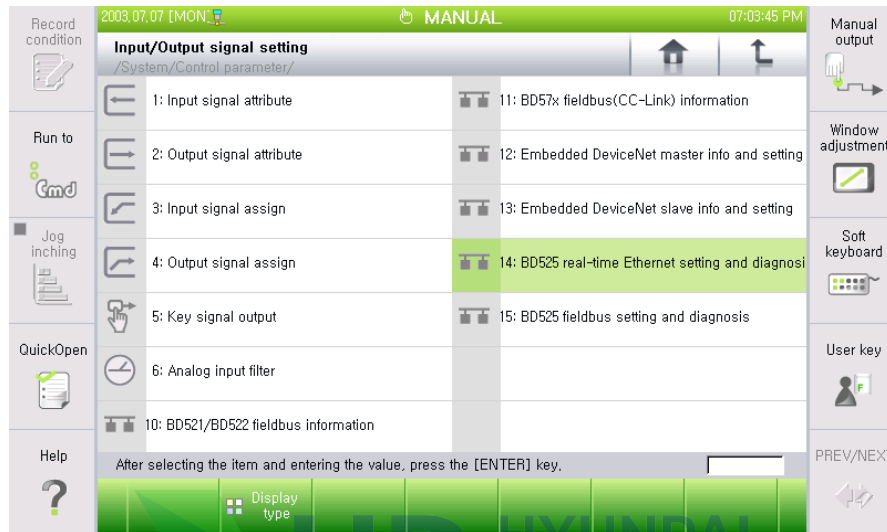 Record
condition
Run to
Cmd
Jog
inching
QuickOpen
Help
2003,07,07 [MON]
MANUAL
07:03:45 PM
Input/Output signal setting
/System/Control parameter/
1: Input signal attribute
2: Output signal attribute
3: Input signal assign
4: Output signal assign
5: Key signal output
6: Analog input filter
10: BD521/BD522 fieldbus information
11: BD57x fieldbus(CC-Link) information
12: Embedded DeviceNet master info and setting
13: Embedded DeviceNet slave info and setting
14: BD525 real-time Ethernet setting and diagnosi
15: BD525 fieldbus setting and diagnosis
After selecting the item and entering the value, press the [ENTER] key,
Display
type
HYUNDAI
Manual
output
Window
adjustment
Soft
keyboard
User key
F
PREV/NEX